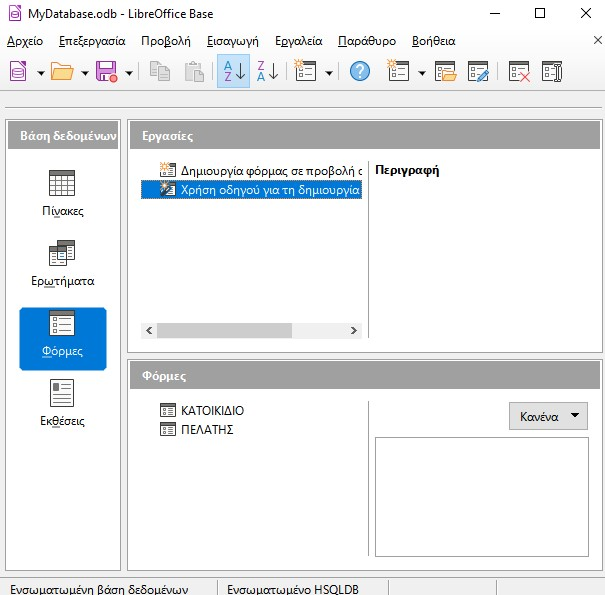 MyDatabase.odb - LibreOffice Base
Αρχείο Επεξεργασία Προβολή Εισαγωγή Εργαλεία Παράθυρο Βοήθεια
Βάση δεδομένων
Πίνακες
Ερωτήματα
Φόρμες
Εκθέσεις
Εργασίες
Δημιουργία φόρμας σε προβολή
Χρήση οδηγού για τη δημιουργία
Περιγραφή
Φόρμες
ΚΑΤΟΙΚΙΔΙΟ
ΠΕΛΑΤΗΣ
Κανένα
Ενσωματωμένη βάση δεδομένων Ενσωματωμένο HSQLDB